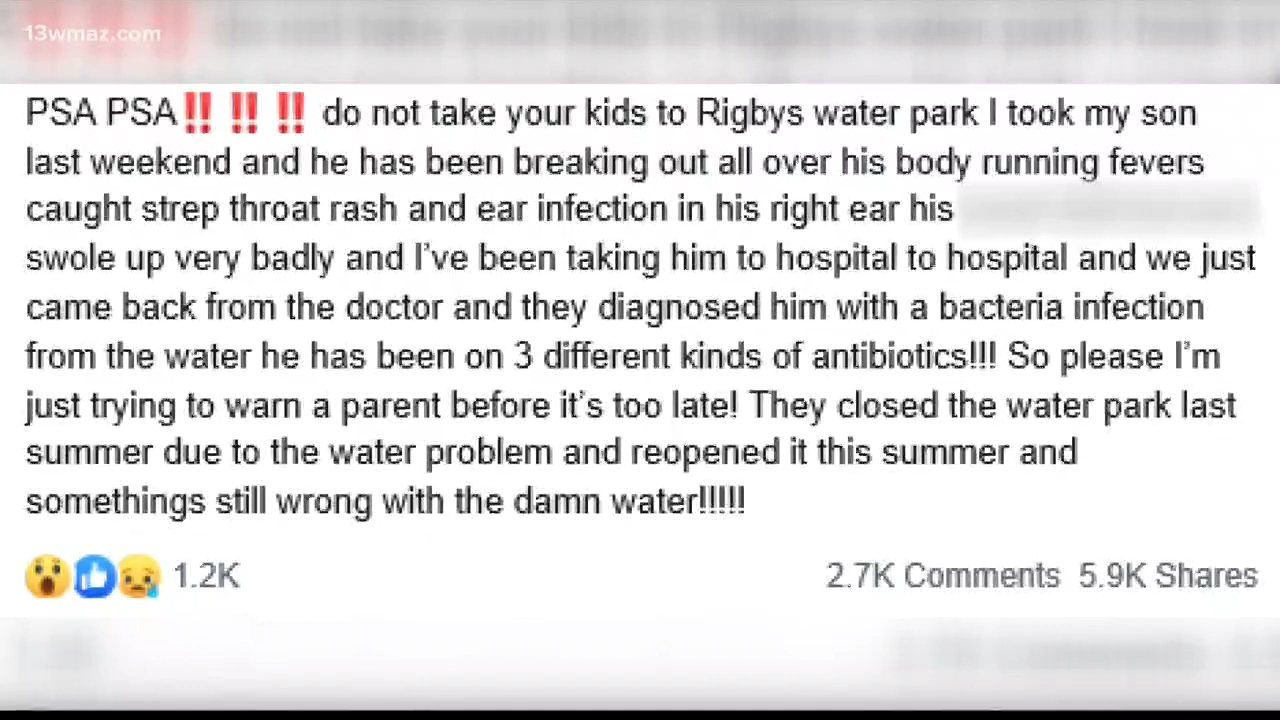 13wmaz.com
PSA PSA‼️ ‼️ ‼️ do not take your kids to Rigbys water park I took my son
last weekend and he has been breaking out all over his body running fevers
caught strep throat rash and ear infection in his right ear his
swole up very badly and I've been taking him to hospital to hospital and we just
came back from the doctor and they diagnosed him with a bacteria infection
from the water he has been on 3 different kinds of antibiotics!!! So please I'm
just trying to warn a parent before it's too late! They closed the water park last
summer due to the water problem and reopened it this summer and
somethings still wrong with the damn water!!!!!
1.2K
2.7K Comments 5.9K Shares